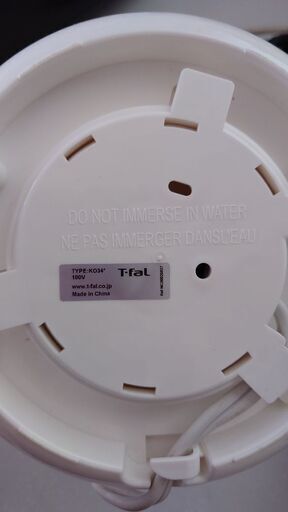 DO NOT IMMERSE IN WATER
NE PAS IMMERGER DANSL'EAU
TYPE:KO34*
100V
www.t-fal.co.jp
Made in China
T-faL